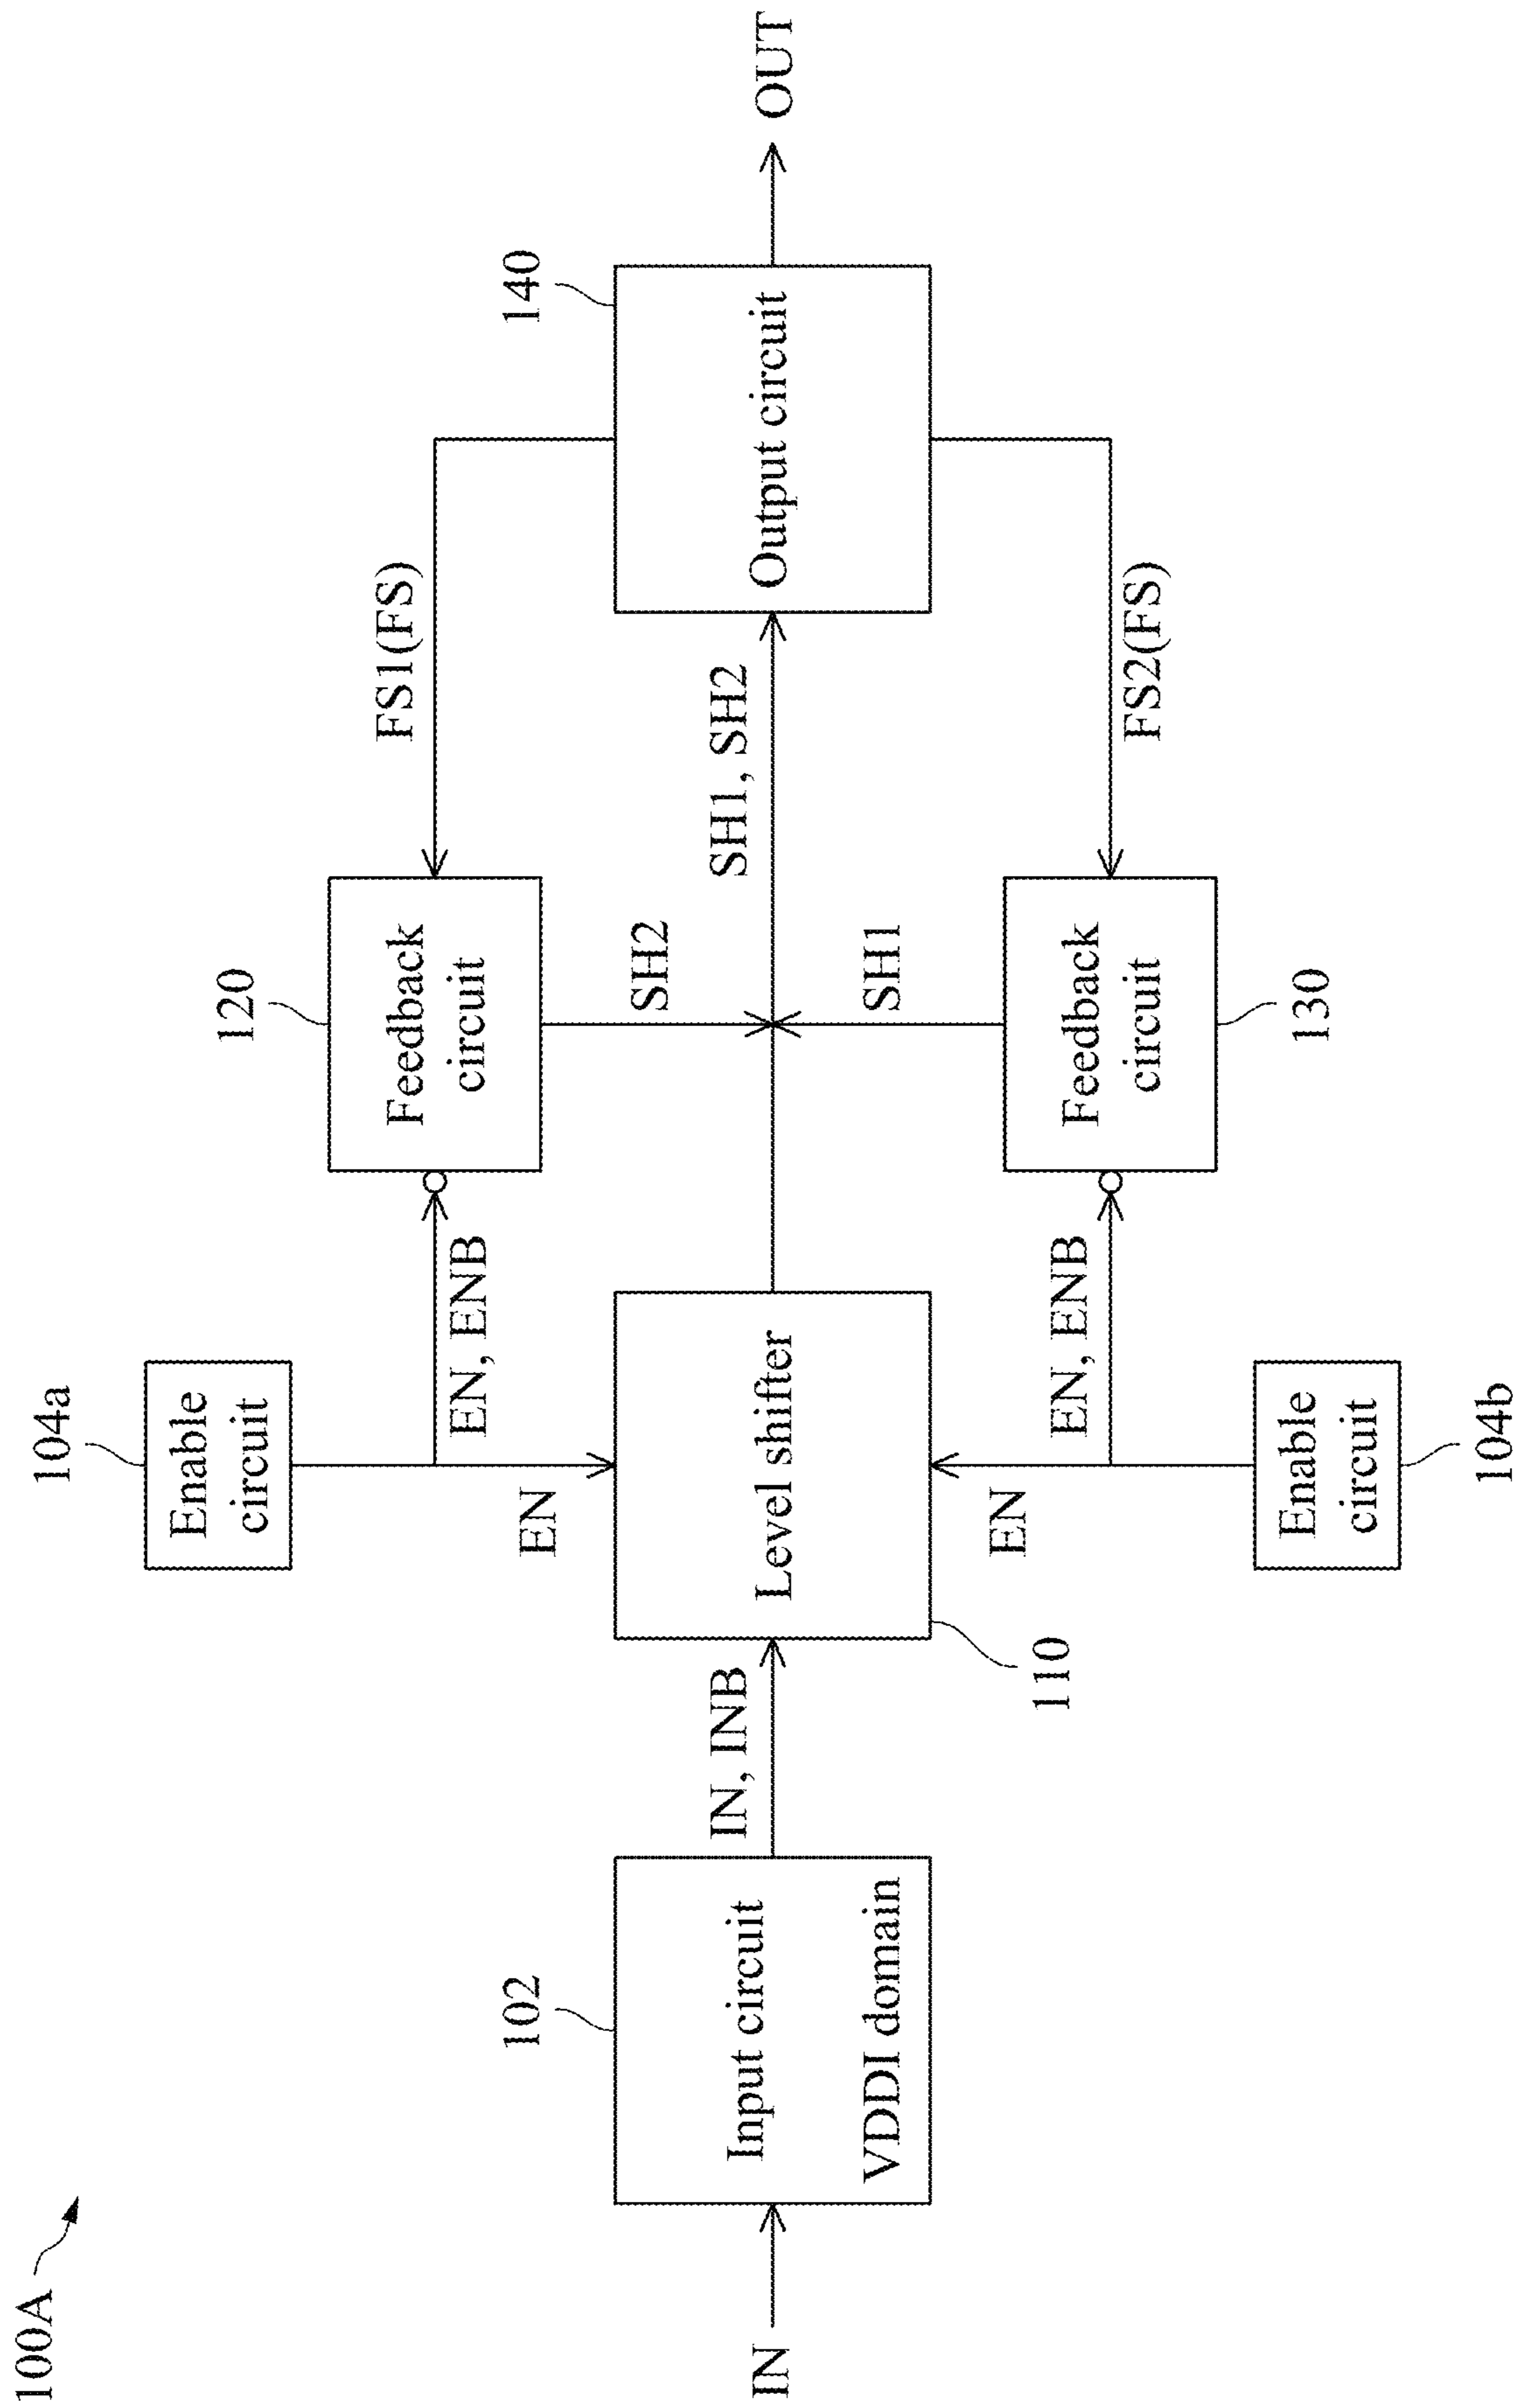 100A
104a
Enable
circuit
120
Feedback
circuit
FS1(FS)
EN, ENB
EN
SH2
102
Input circuit
VDDI domain
IN
IN, INB
Level shifter
110
SH1, SH2
140
Output circuit
OUT
EN
EN, ENB
SH1
Feedback
circuit
130
FS2(FS)
Enable
circuit
104b